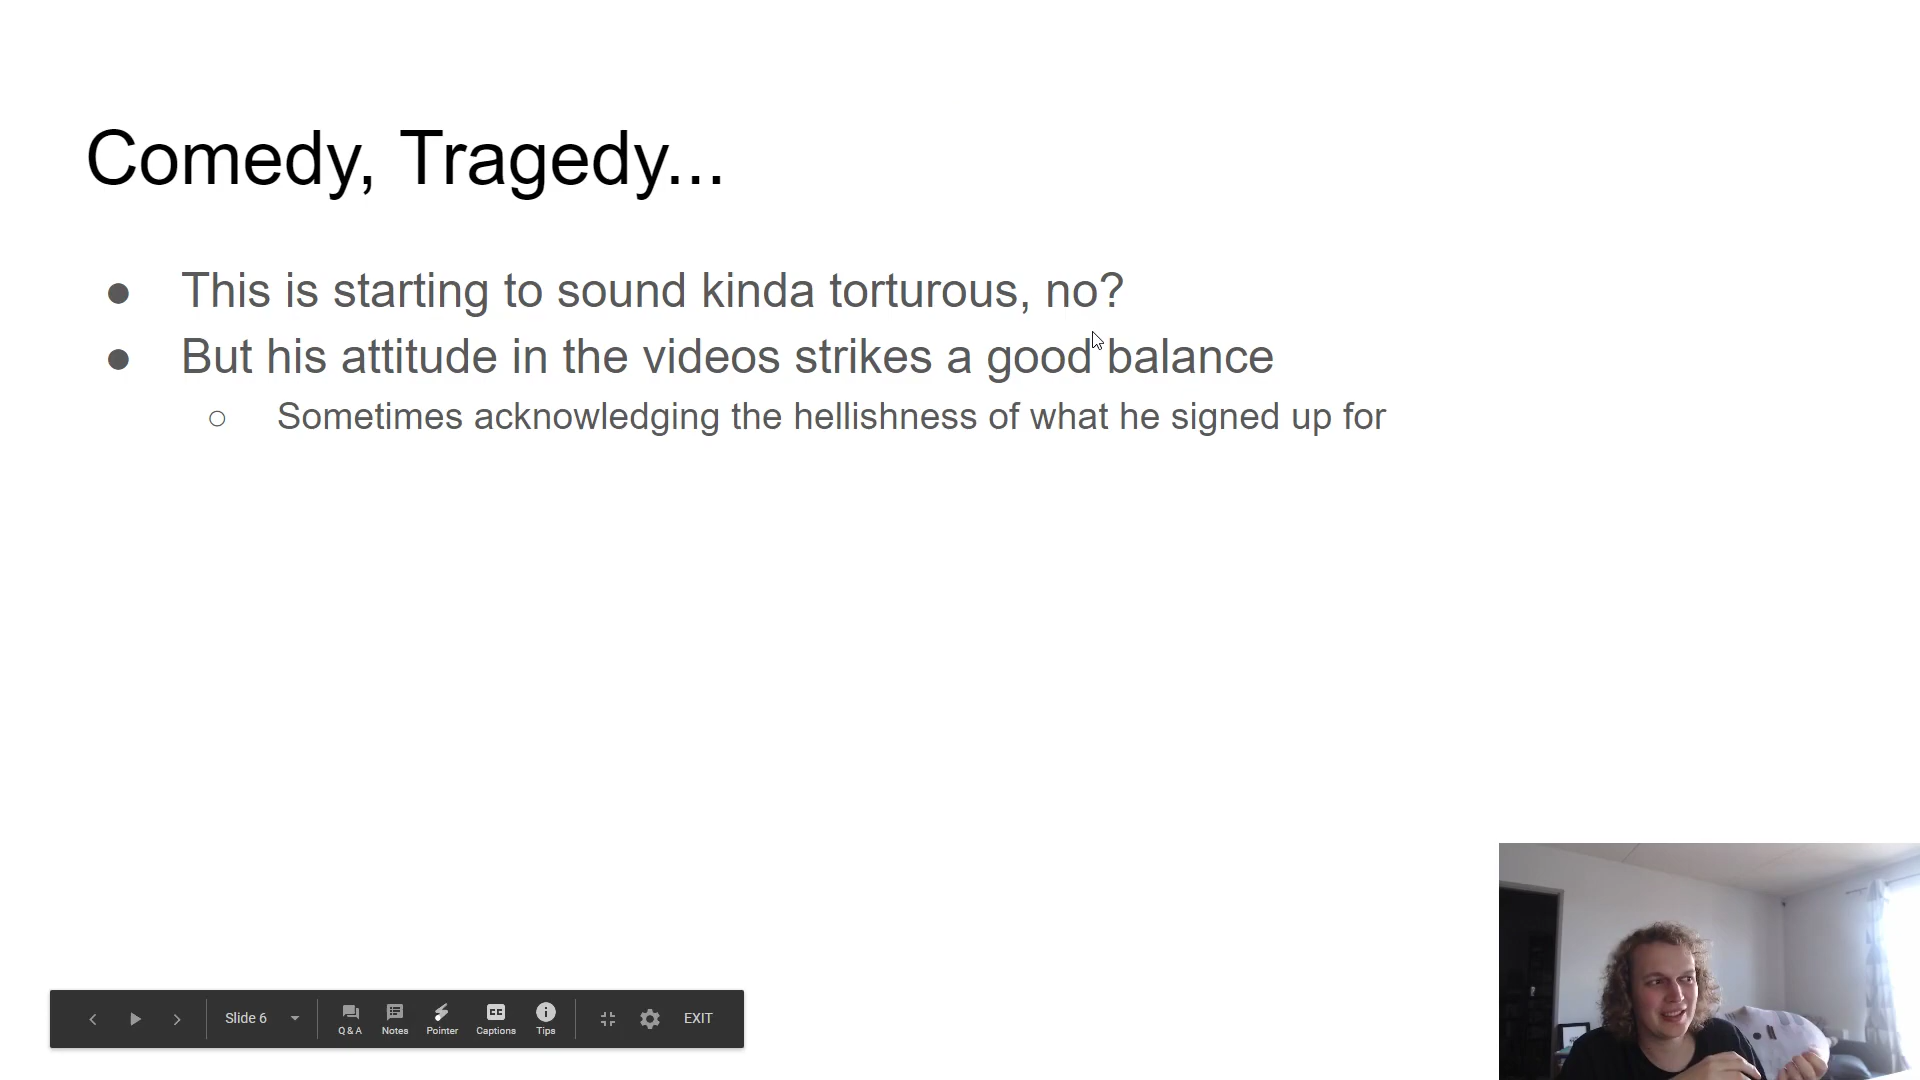 Comedy, Tragedy...
● This is starting to sound kinda torturous, no?
● But his attitude in the videos strikes a good balance
○ Sometimes acknowledging the hellishness of what he signed up for
Slide 6
Q & A
Notes
Pointer
CC
Captions
Tips
EXIT